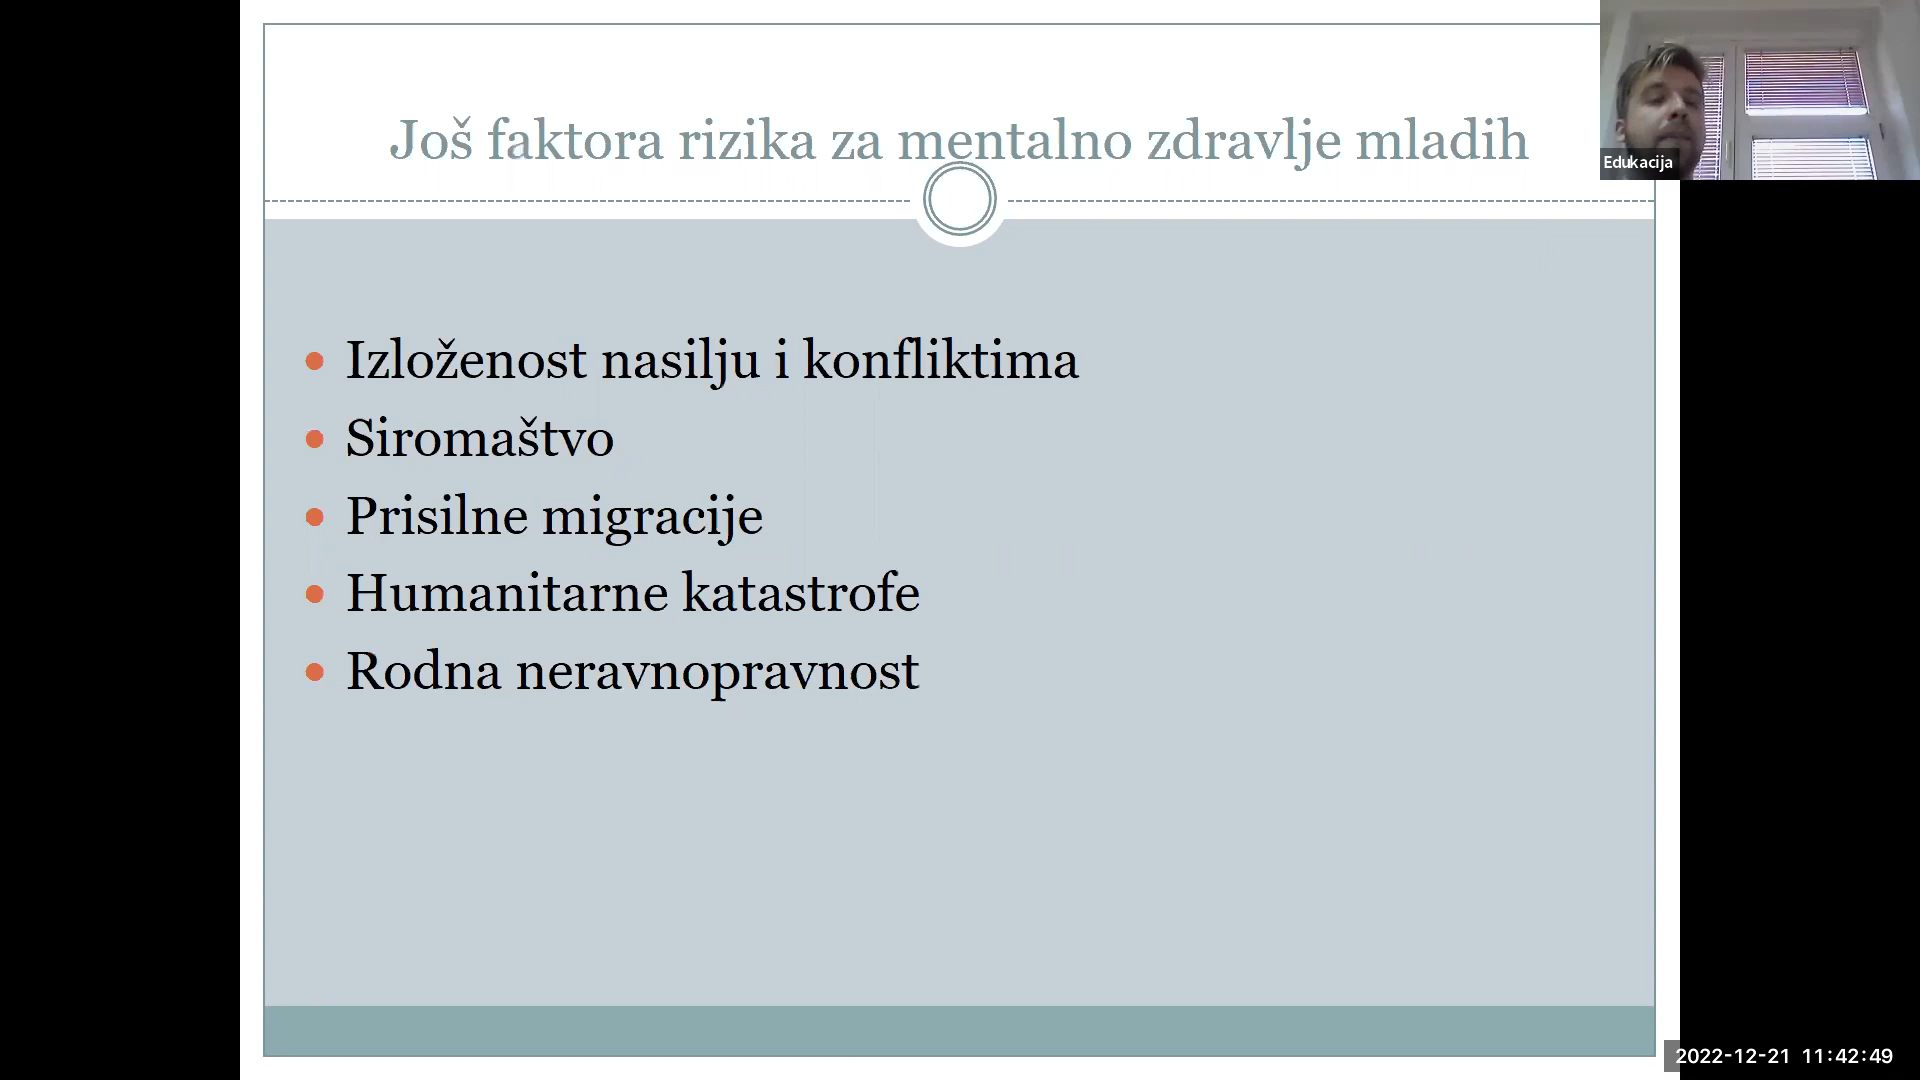 Još faktora rizika za mentalno zdravlje mladih
Edukacija
Izloženost nasilju i konfliktima
Siromaštvo
Prisilne migracije
Humanitarne katastrofe
Rodna neravnopravnost
2022-12-21 11:42:49